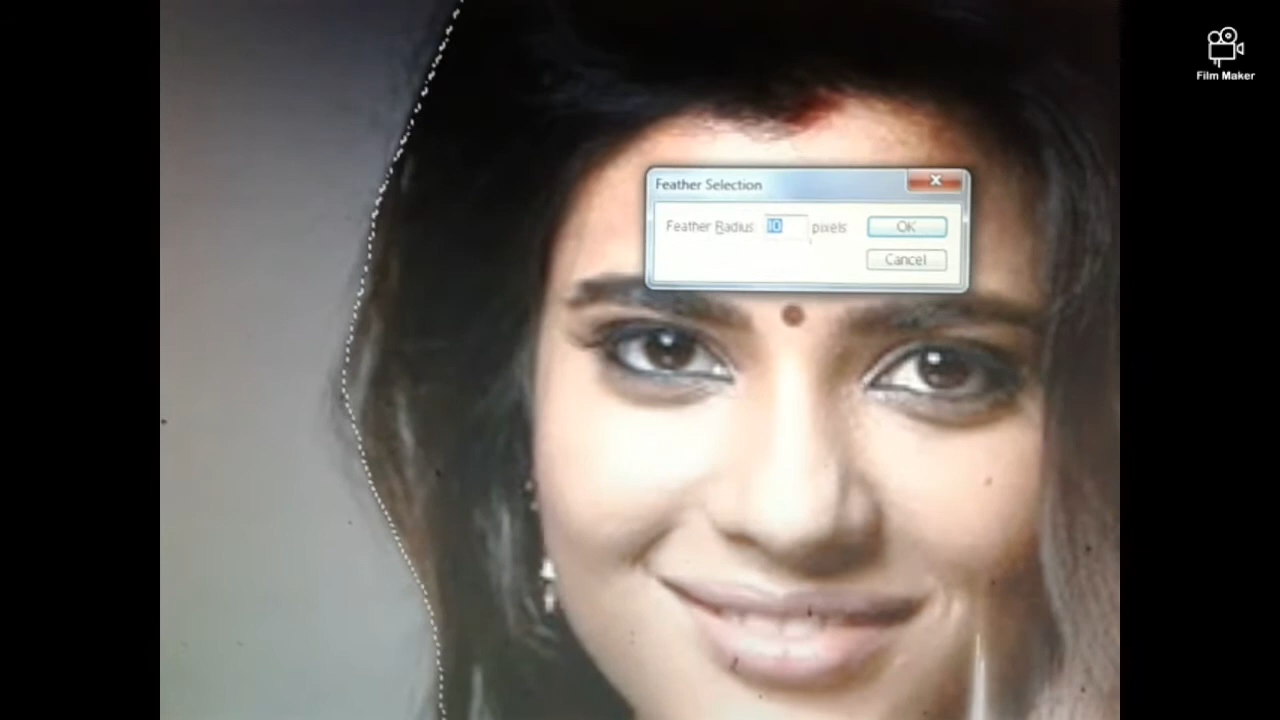 Film Maker
Feather Selection
Feather Radius: 10 pixels
OK
Cancel